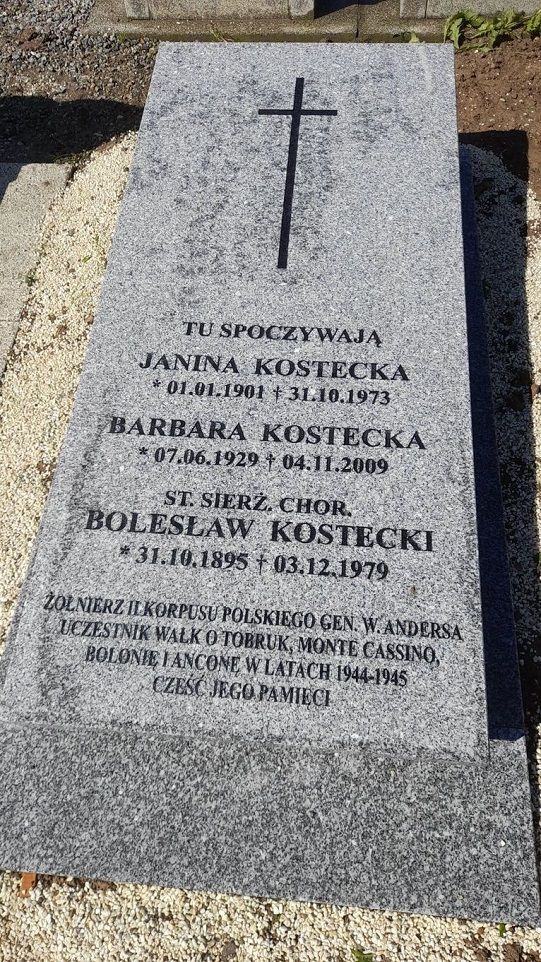 TU SPOCZYWAJĄ
JANINA KOSTECKA
* 01.01.1901 † 31.10.1973
BARBARA KOSTECKA
* 07.06.1929 † 04.11.2009
ST. SIERŻ. CHOR.
BOLESŁAW KOSTECKI
* 31.10.1895 † 03.12.1979
ŻOŁNIERZ II KORPUSU POLSKIEGO GEN. W. ANDERSA
UCZESTNIK WALK O TOBRUK, MONTE CASSINO,
BOLONIĘ I ANCONĘ W LATACH 1944-1945
CZEŚĆ JEGO PAMIĘCI